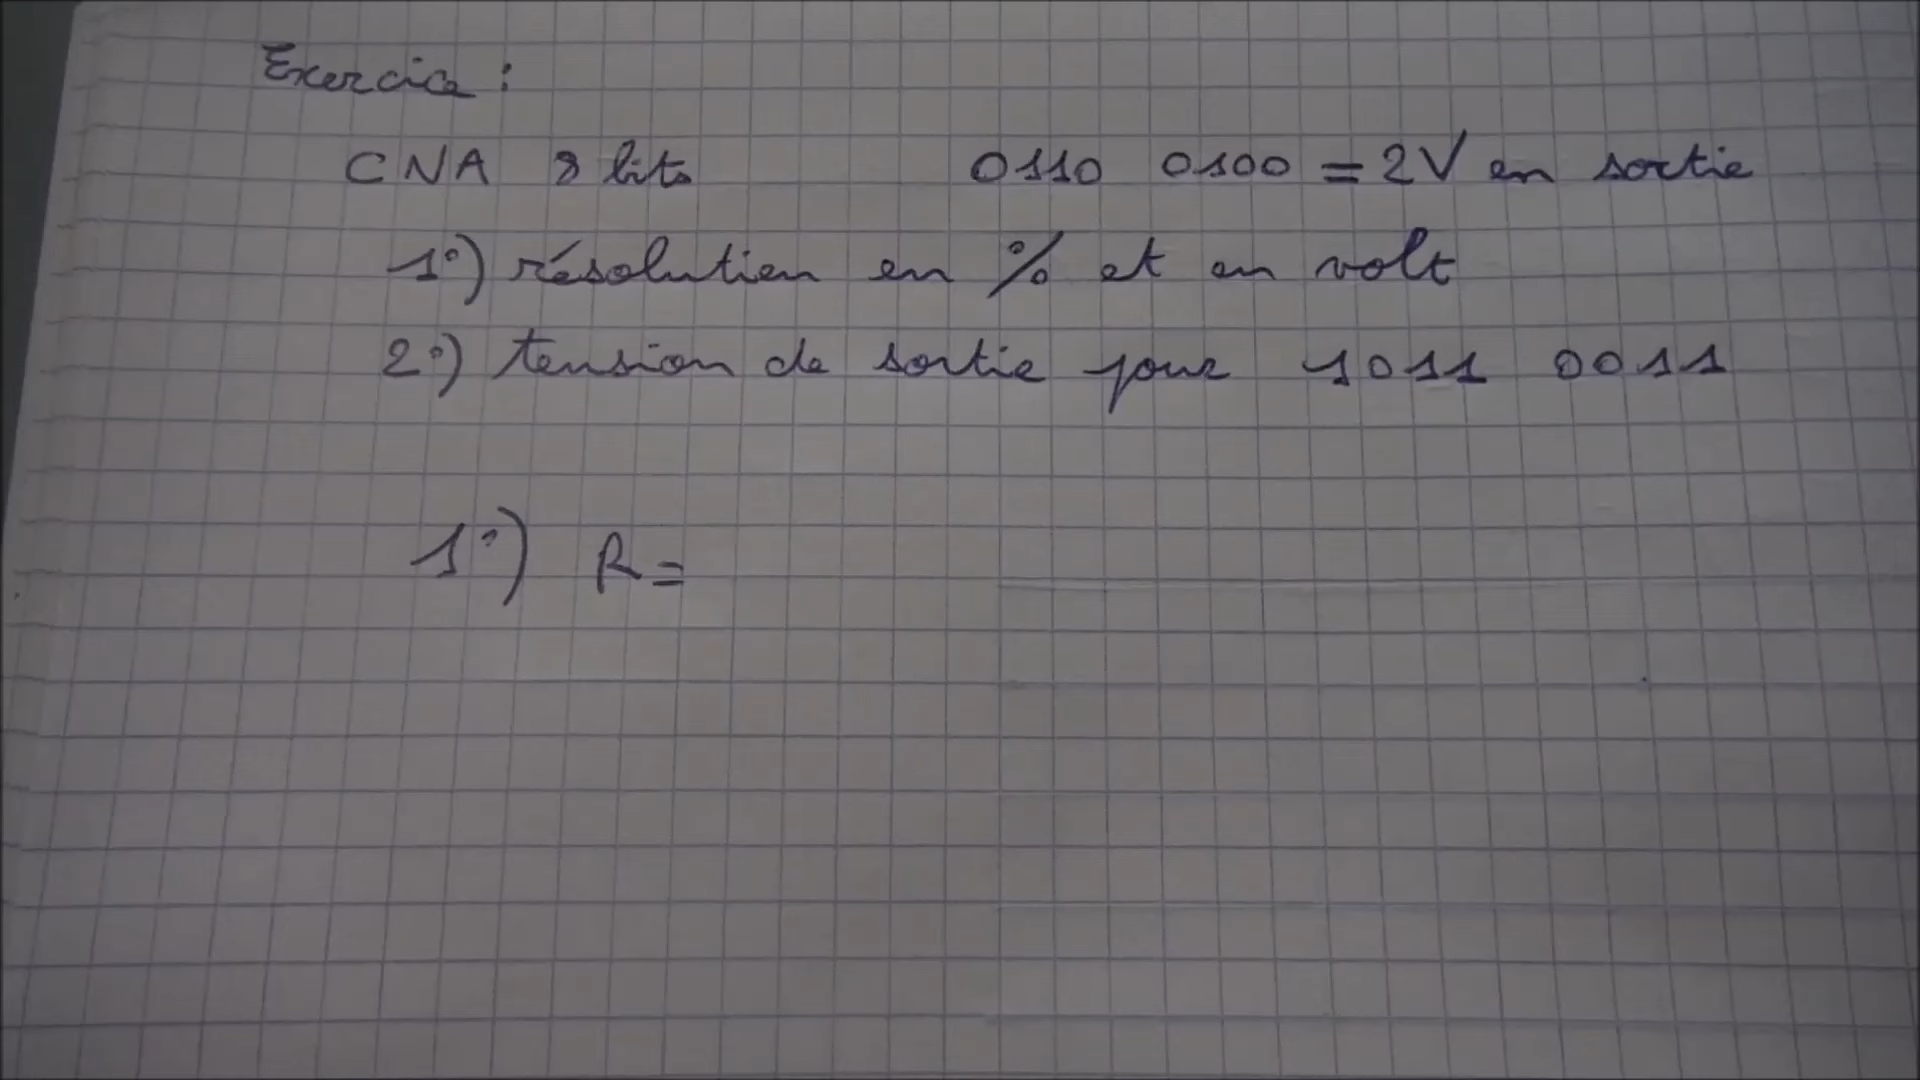 Exercice :
CNA 8 bits 0110 0100 = 2V en sortie
1°) résolution en % et en volt
2°) tension de sortie pour 1011 0011
1°) R =